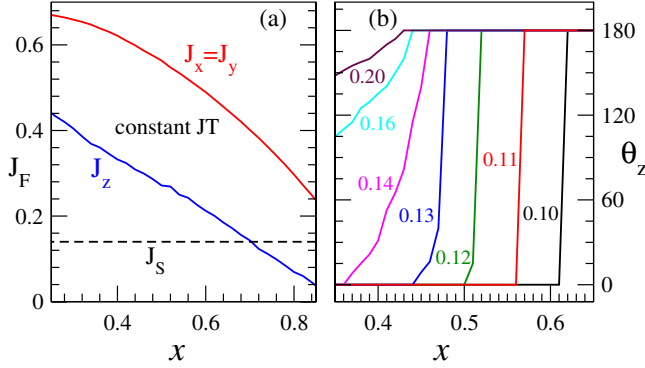 (a)
J_x=J_y
constant JT
J_z
J_S
J_F
0.6
0.4
0.2
0
0.4 0.6 0.8
x
(b)
0.20
0.16
0.14
0.13
0.12
0.11
0.10
180
120
60
0
θ_z
0.4 0.5 0.6
x